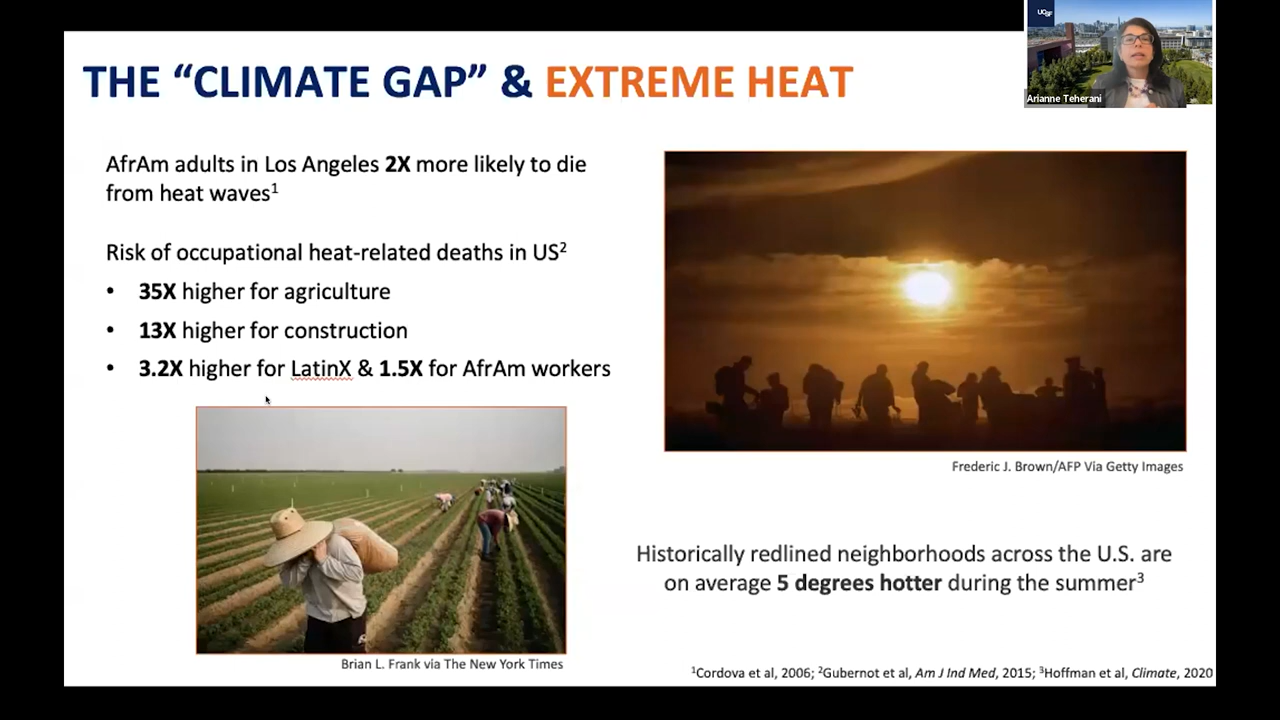 THE “CLIMATE GAP” & EXTREME HEAT
UCSF
Arianne Teherani
AfrAm adults in Los Angeles 2X more likely to die
from heat waves¹
Risk of occupational heat-related deaths in US²
• 35X higher for agriculture
• 13X higher for construction
• 3.2X higher for LatinX & 1.5X for AfrAm workers
Brian L. Frank via The New York Times
Frederic J. Brown/AFP Via Getty Images
Historically redlined neighborhoods across the U.S. are
on average 5 degrees hotter during the summer³
¹Cordova et al, 2006; ²Gubernot et al, Am J Ind Med, 2015; ³Hoffman et al, Climate, 2020